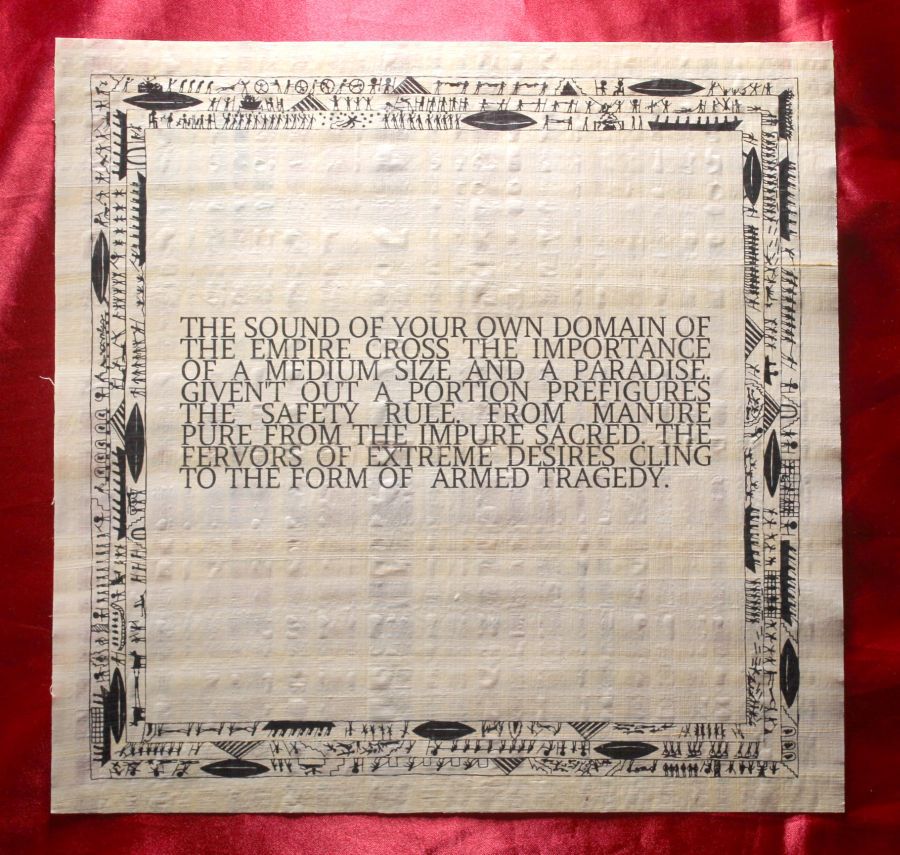 THE SOUND OF YOUR OWN DOMAIN OF
THE EMPIRE CROSS THE IMPORTANCE
OF A MEDIUM SIZE AND A PARADISE.
GIVEN'T OUT A PORTION PREFIGURES
THE SAFETY RULE. FROM MANURE
PURE FROM THE IMPURE SACRED. THE
FERVORS OF EXTREME DESIRES CLING
TO THE FORM OF ARMED TRAGEDY.